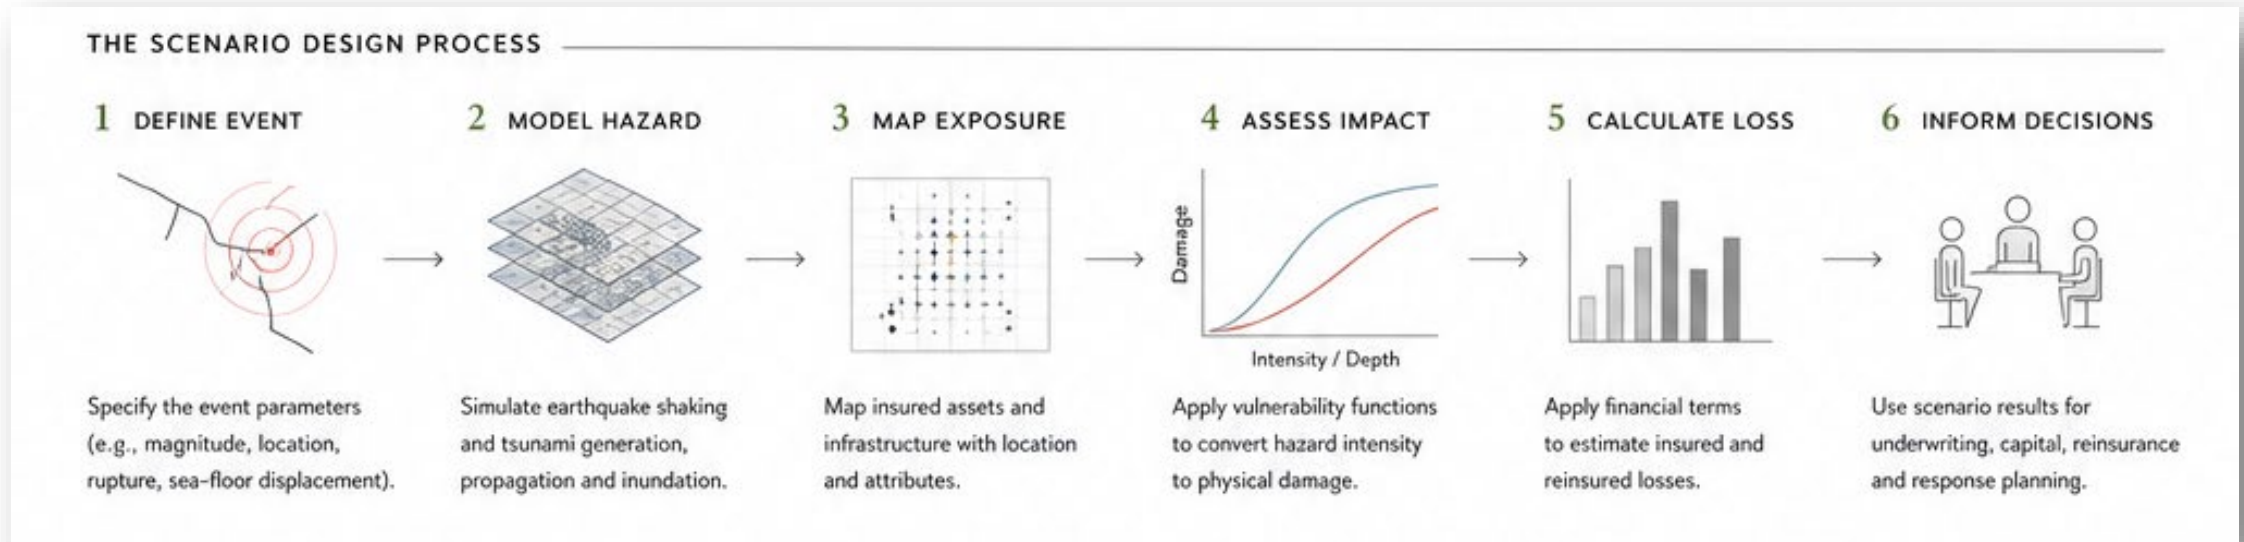 THE SCENARIO DESIGN PROCESS
1 DEFINE EVENT
Specify the event parameters
(e.g., magnitude, location,
rupture, sea-floor displacement).
2 MODEL HAZARD
Simulate earthquake shaking
and tsunami generation,
propagation and inundation.
3 MAP EXPOSURE
Map insured assets and
infrastructure with location
and attributes.
4 ASSESS IMPACT
Damage
Intensity / Depth
Apply vulnerability functions
to convert hazard intensity
to physical damage.
5 CALCULATE LOSS
Apply financial terms
to estimate insured and
reinsured losses.
6 INFORM DECISIONS
Use scenario results for
underwriting, capital, reinsurance
and response planning.